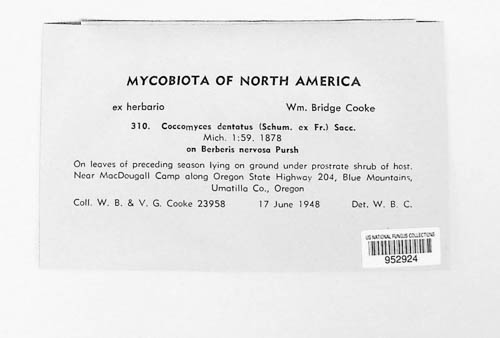 MYCOBIOTA OF NORTH AMERICA
ex herbario Wm. Bridge Cooke
310. Coccomyces dentatus (Schum. ex Fr.) Sacc.
Mich. 1:59. 1878
on Berberis nervosa Pursh
On leaves of preceding season lying on ground under prostrate shrub of host.
Near MacDougall Camp along Oregon State Highway 204, Blue Mountains,
Umatilla Co., Oregon
Coll. W. B. & V. G. Cooke 23958 17 June 1948 Det. W. B. C.
US NATIONAL FUNGUS COLLECTIONS
952924